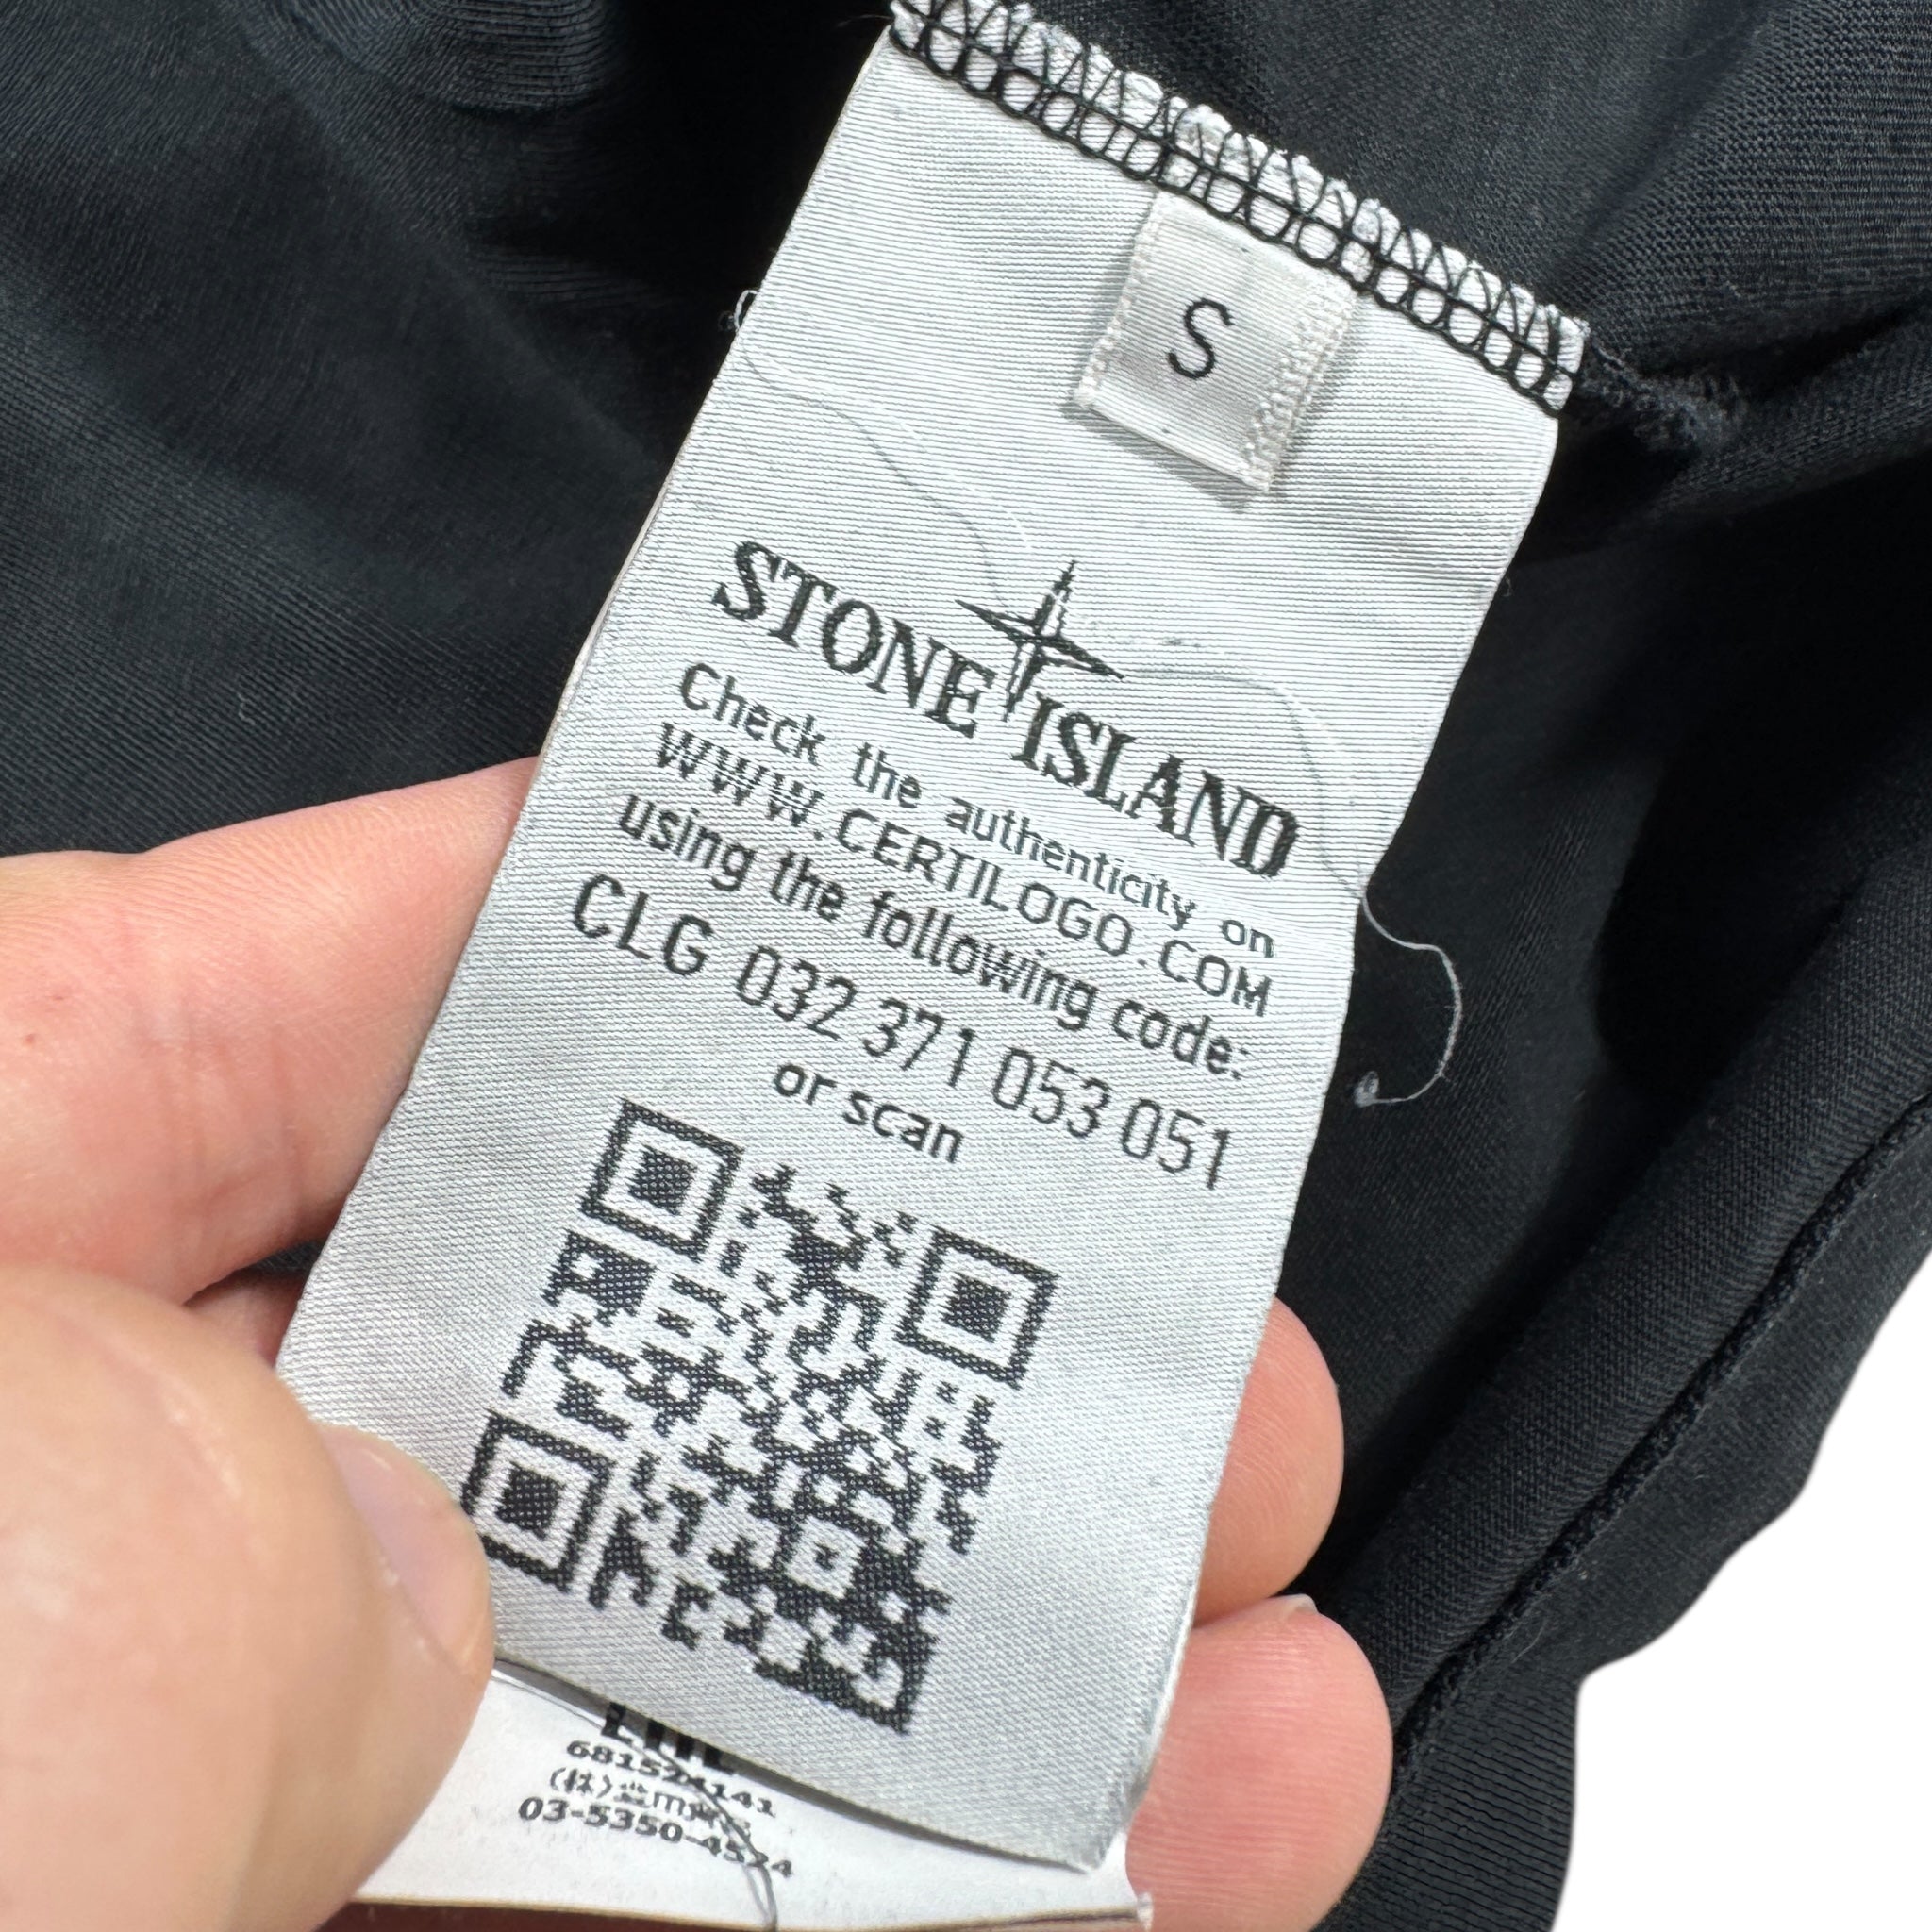 S
STONE ISLAND
Check the authenticity on
WWW.CERTILOGO.COM
using the following code:
CLG 032 371 053 051
or scan
03-5350-4524